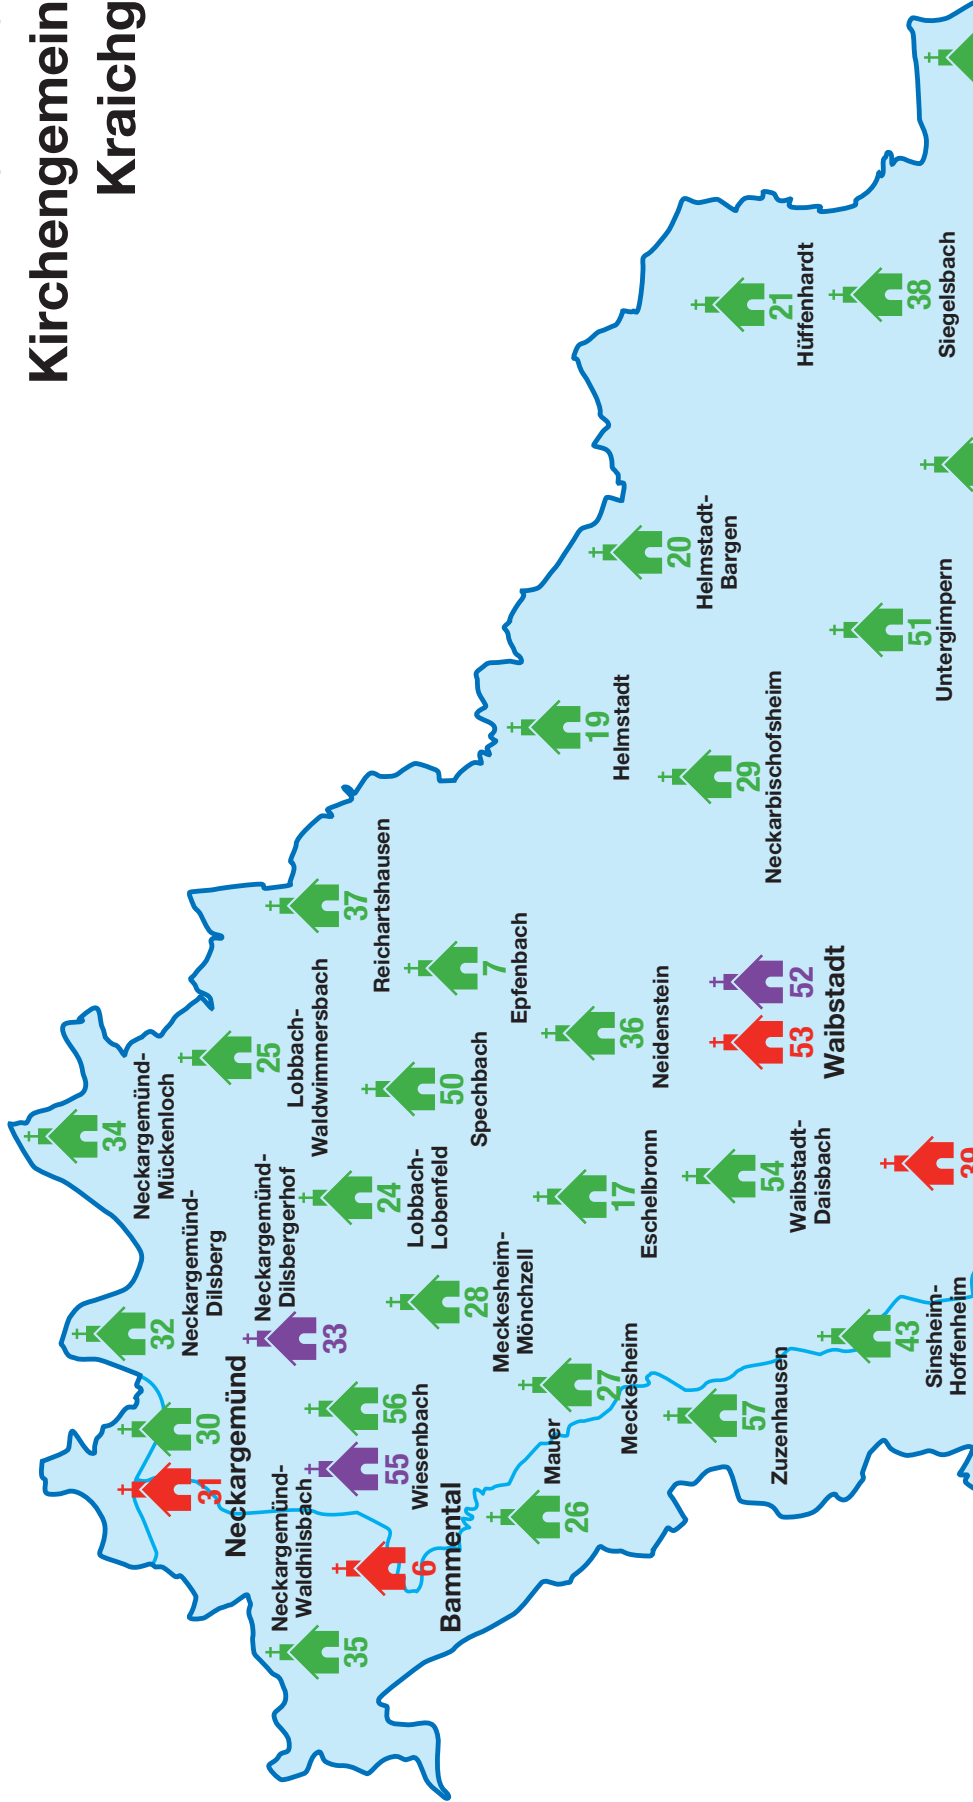 Kirchengemein
Kraichg
34
Neckargemünd-
Mückenloch
32
Neckargemünd-
Dilsberg
30
31
Neckargemünd
25
Lobbach-
Waldwimmersbach
37
Reichartshausen
33
Neckargemünd-
Dilsbergerhof
24
Lobbach-
Lobenfeld
56
55
Wiesenbach
35
Neckargemünd-
Waldhilsbach
6
Bammental
50
Spechbach
7
Epfenbach
28
Meckesheim-
Mönchzell
26
Mauer
27
Meckesheim
17
Eschelbronn
36
Neidenstein
19
Helmstadt
20
Helmstadt-
Bargen
29
Neckarbischofsheim
21
Hüffenhardt
57
Zuzenhausen
54
Waibstadt-
Daisbach
53
52
Waibstadt
43
Sinsheim-
Hoffenheim
51
Untergimpern
38
Siegelsbach